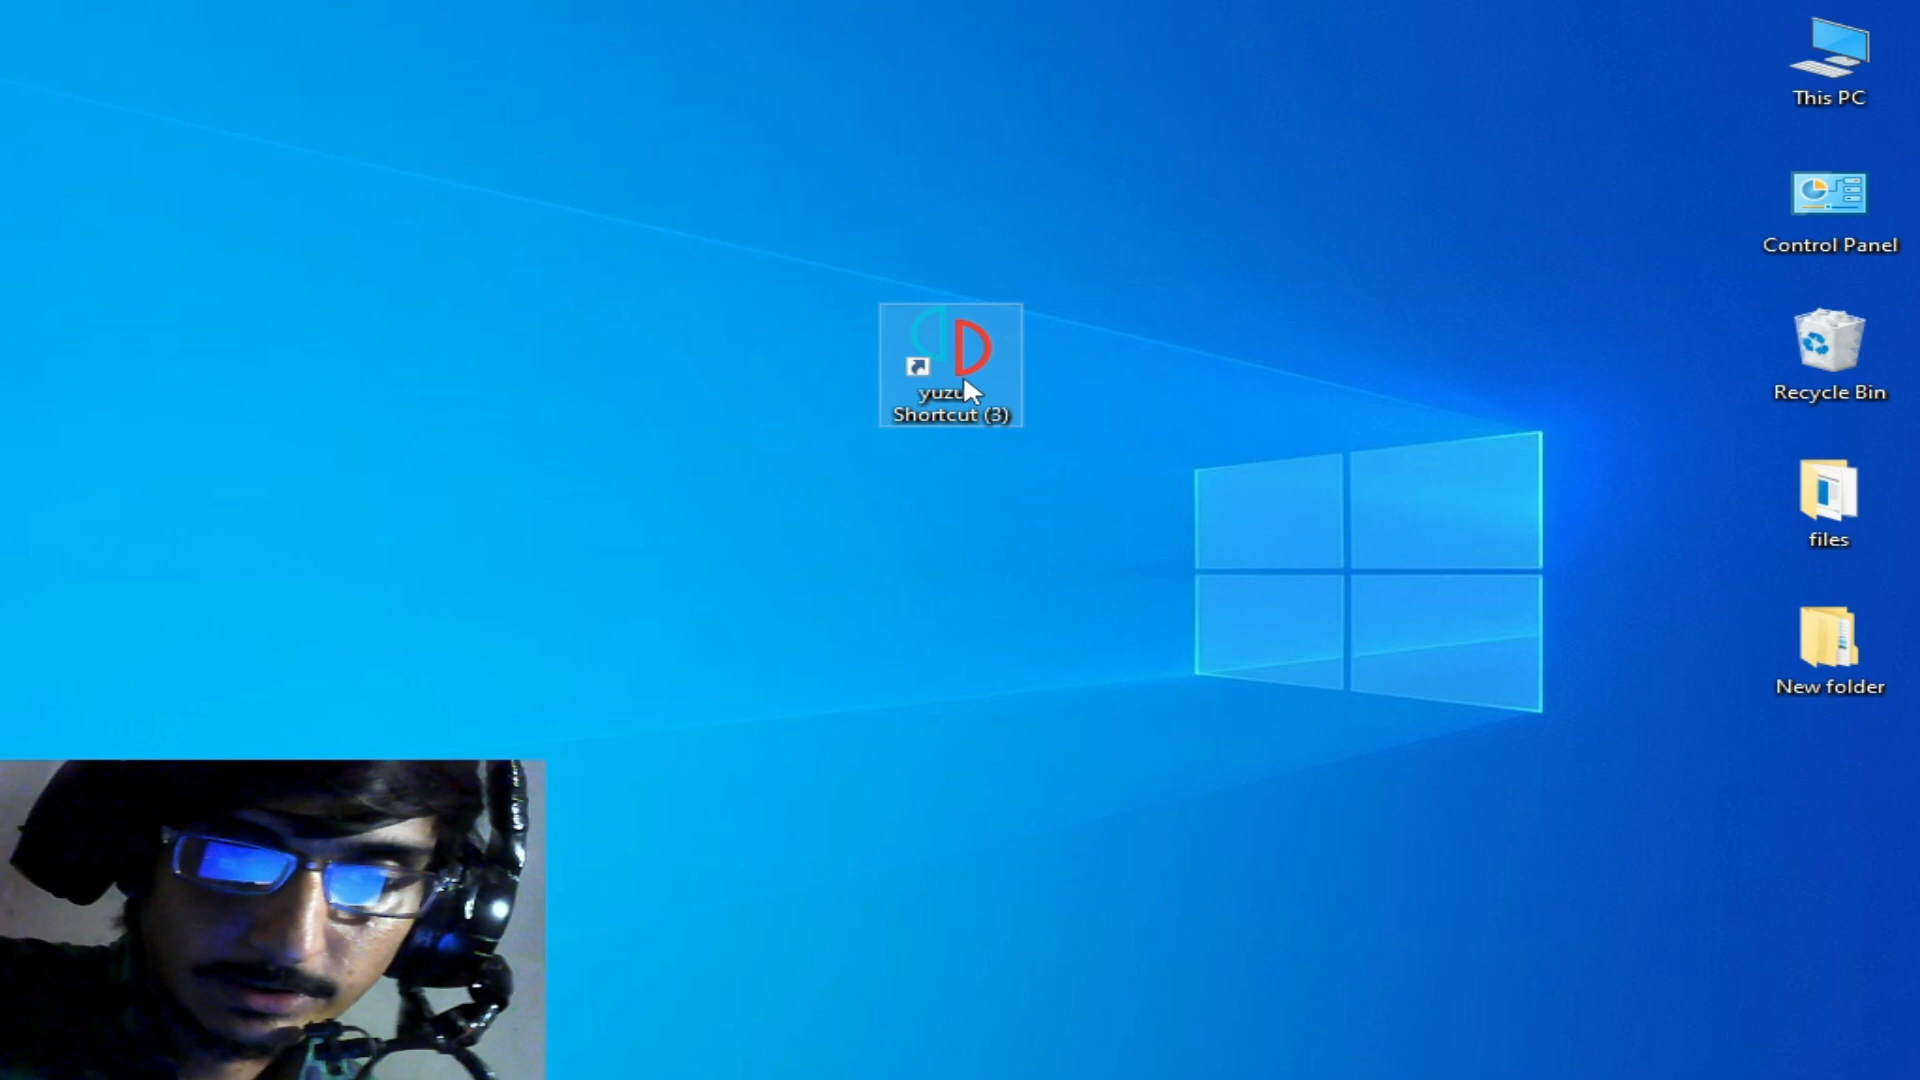 This PC
Control Panel
yuzu
Shortcut (3)
Recycle Bin
files
New folder